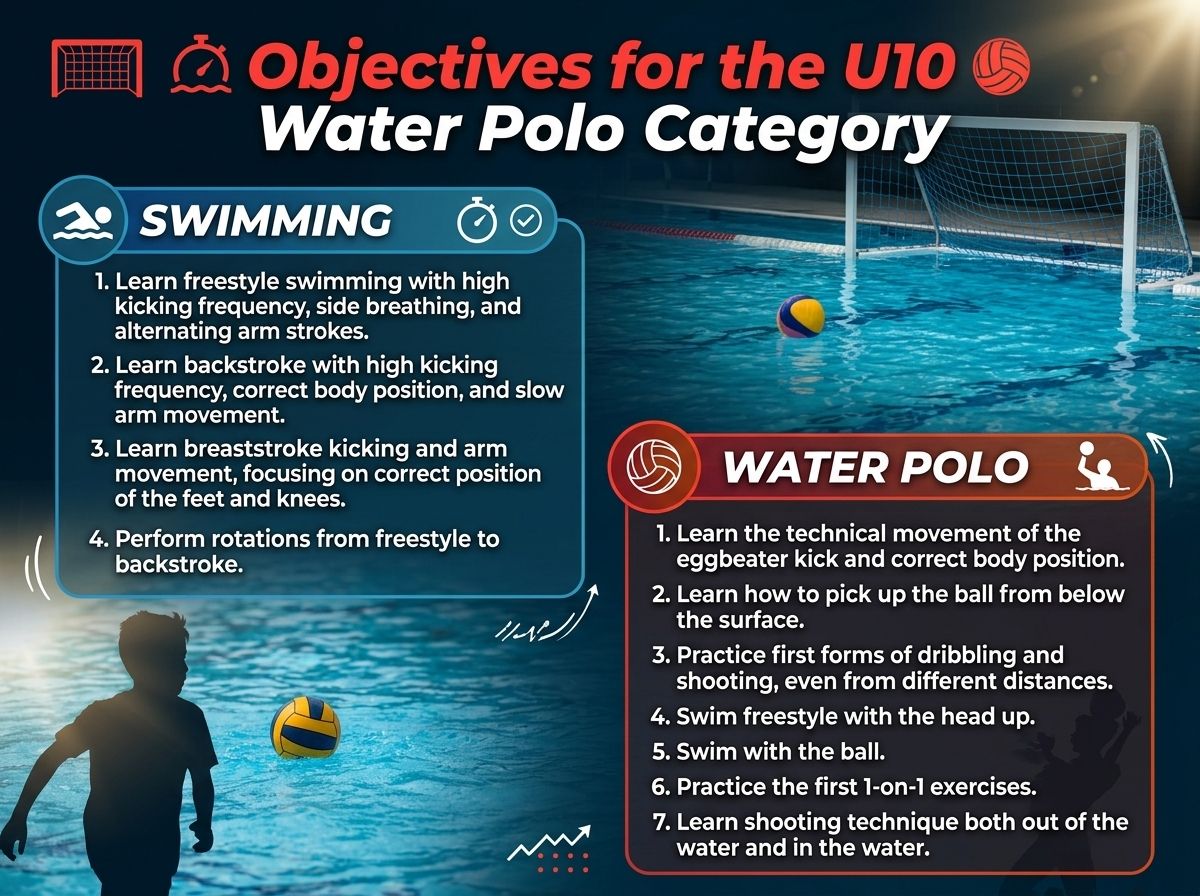 Objectives for the U10
Water Polo Category
SWIMMING
1. Learn freestyle swimming with high
kicking frequency, side breathing, and
alternating arm strokes.
2. Learn backstroke with high kicking
frequency, correct body position, and slow
arm movement.
3. Learn breaststroke kicking and arm
movement, focusing on correct position
of the feet and knees.
4. Perform rotations from freestyle to
backstroke.
WATER POLO
1. Learn the technical movement of the
eggbeater kick and correct body position.
2. Learn how to pick up the ball from below
the surface.
3. Practice first forms of dribbling and
shooting, even from different distances.
4. Swim freestyle with the head up.
5. Swim with the ball.
6. Practice the first 1-on-1 exercises.
7. Learn shooting technique both out of the
water and in the water.